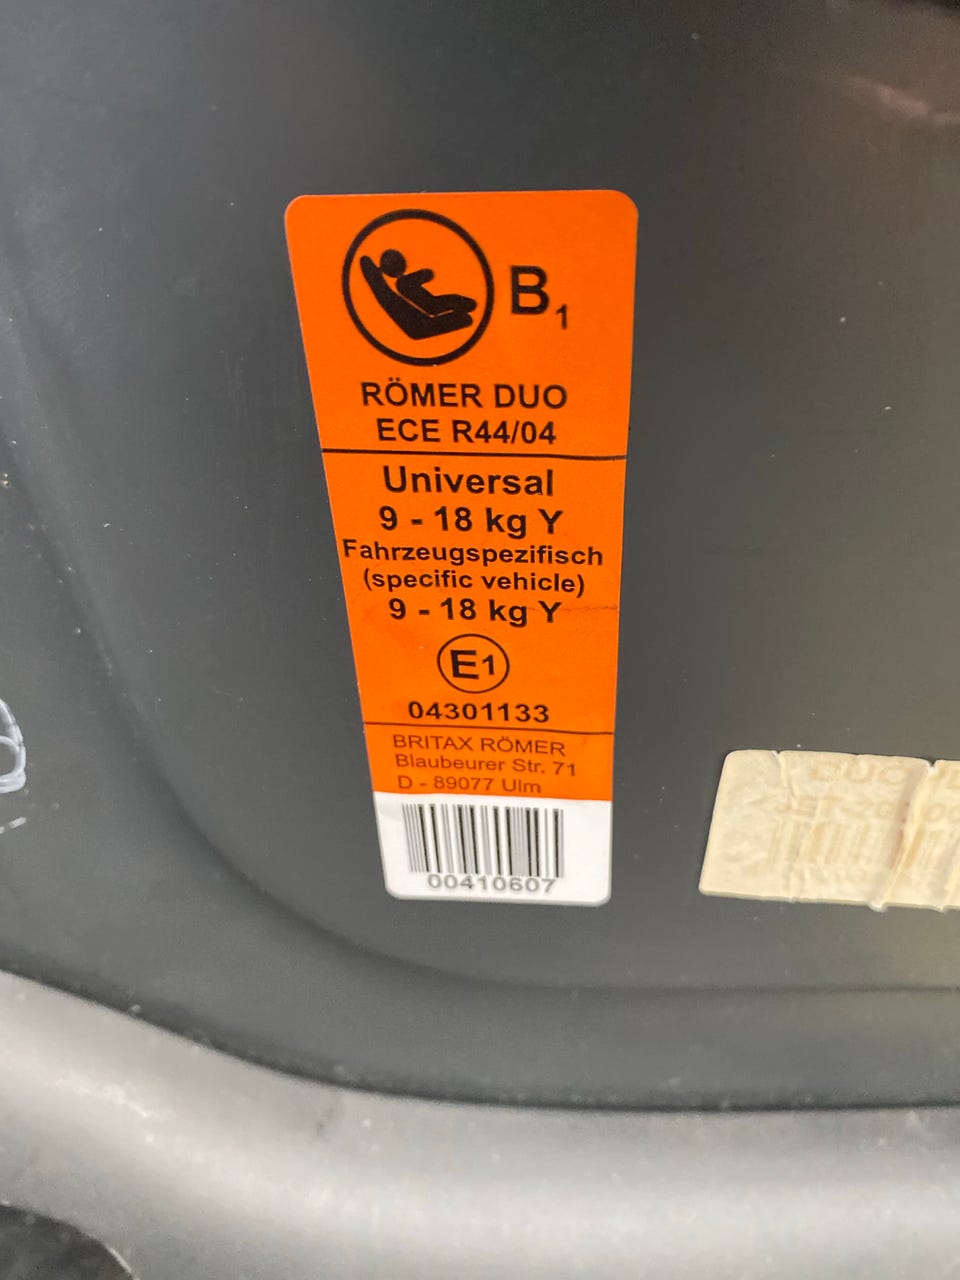 B1
RÖMER DUO
ECE R44/04
Universal
9 - 18 kg Y
Fahrzeugspezifisch
(specific vehicle)
9 - 18 kg Y
E1
04301133
BRITAX RÖMER
Blaubeurer Str. 71
D - 89077 Ulm
00410607
DUO